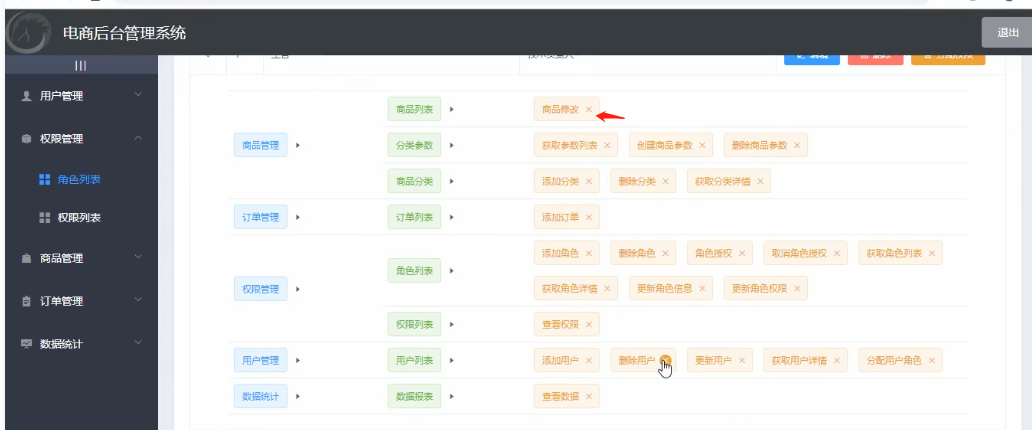 电商后台管理系统
退出
|||
用户管理
权限管理
角色列表
权限列表
商品管理
订单管理
数据统计
商品管理
商品列表
商品修改 ×
分类参数
获取参数列表 × 创建商品参数 × 删除商品参数 ×
商品分类
添加分类 × 删除分类 × 获取分类详情 ×
订单管理
订单列表
添加订单 ×
权限管理
角色列表
添加角色 × 删除角色 × 角色授权 × 取消角色授权 × 获取角色列表 ×
获取角色详情 × 更新角色信息 × 更新角色权限 ×
权限列表
查看权限 ×
用户管理
用户列表
添加用户 × 删除用户 更新用户 × 获取用户详情 × 分配用户角色 ×
数据统计
数据报表
查看数据 ×